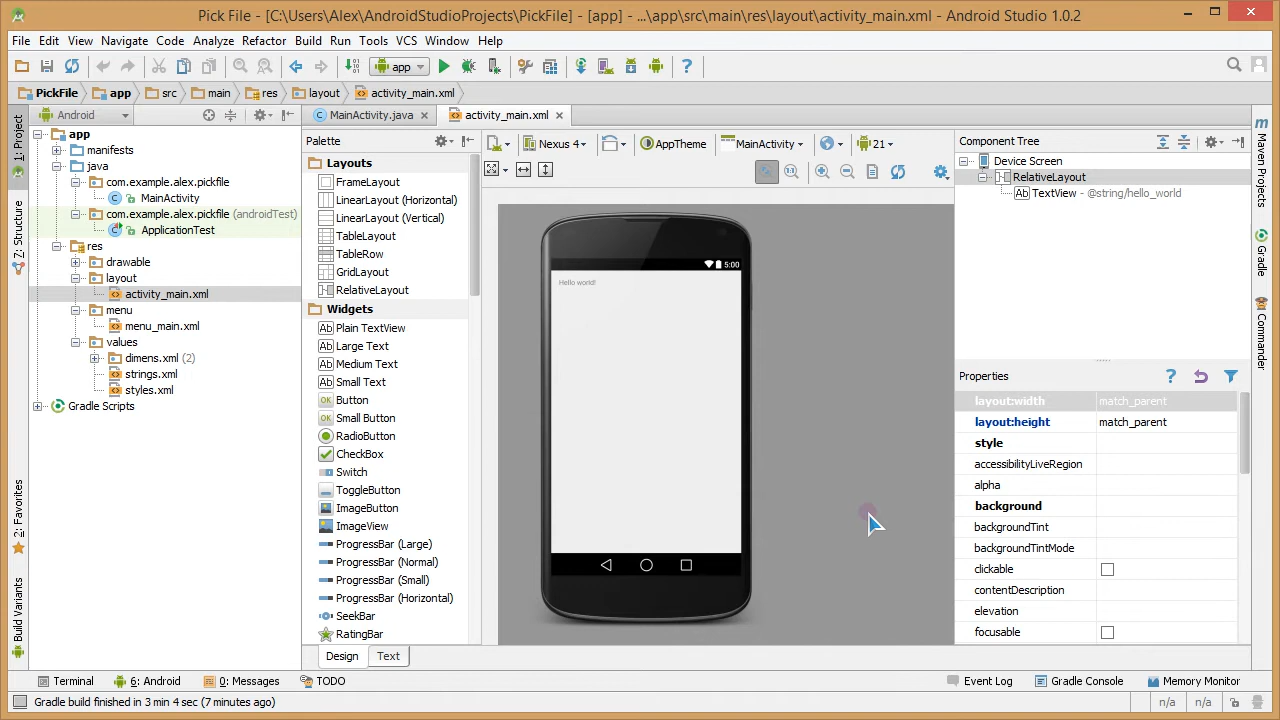 Pick File - [C:\Users\Alex\AndroidStudioProjects\PickFile] - [app] - ...\app\src\main\res\layout\activity_main.xml - Android Studio 1.0.2
File Edit View Navigate Code Analyze Refactor Build Run Tools VCS Window Help
app
PickFile app src main res layout activity_main.xml
Android
MainActivity.java activity_main.xml
1: Project
Z: Structure
2: Favorites
Build Variants
app
manifests
java
com.example.alex.pickfile
MainActivity
com.example.alex.pickfile (androidTest)
ApplicationTest
res
drawable
layout
activity_main.xml
menu
menu_main.xml
values
dimens.xml (2)
strings.xml
styles.xml
Gradle Scripts
Palette
Layouts
FrameLayout
LinearLayout (Horizontal)
LinearLayout (Vertical)
TableLayout
TableRow
GridLayout
RelativeLayout
Widgets
Ab Plain TextView
Ab Large Text
Ab Medium Text
Ab Small Text
OK Button
OK Small Button
RadioButton
CheckBox
Switch
ToggleButton
ImageButton
ImageView
ProgressBar (Large)
ProgressBar (Normal)
ProgressBar (Small)
ProgressBar (Horizontal)
SeekBar
RatingBar
Nexus 4 AppTheme MainActivity 21
5:00
Hello world!
Design Text
Component Tree
Device Screen
RelativeLayout
Ab TextView - @string/hello_world
Properties
layout:width match_parent
layout:height match_parent
style
accessibilityLiveRegion
alpha
background
backgroundTint
backgroundTintMode
clickable
contentDescription
elevation
focusable
Maven Projects
Gradle
Commander
Terminal 6: Android 0: Messages TODO Event Log Gradle Console Memory Monitor
Gradle build finished in 3 min 4 sec (7 minutes ago) n/a n/a